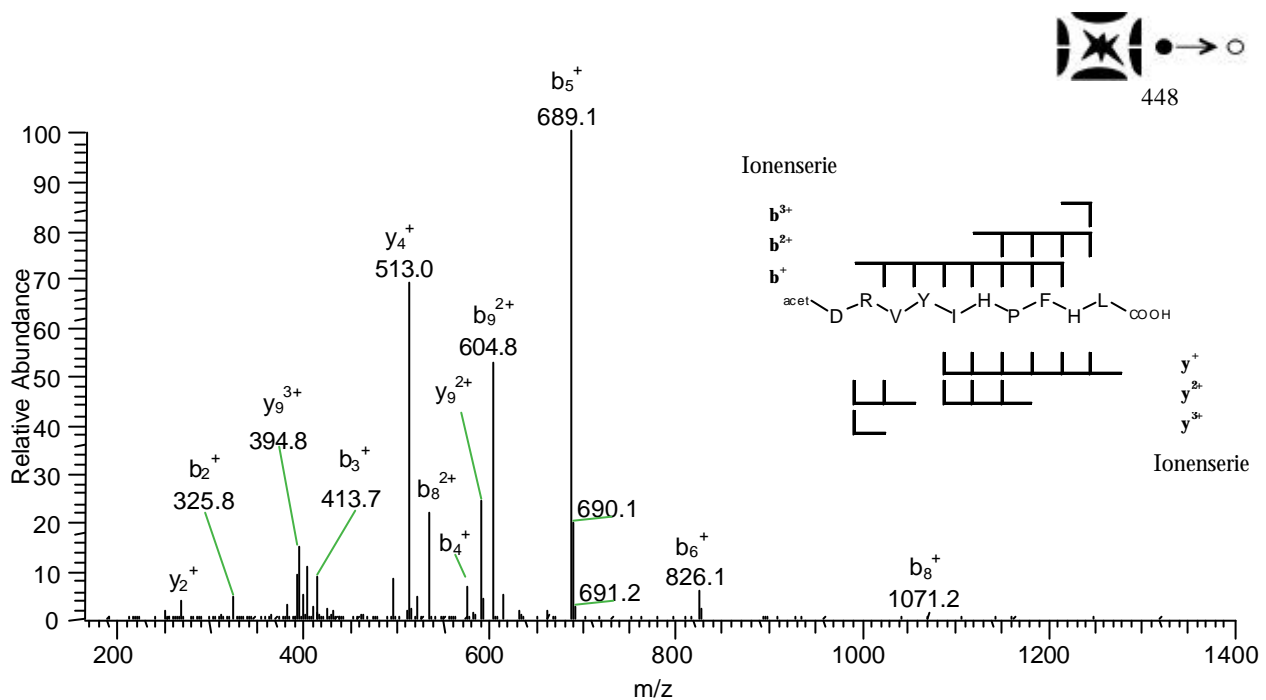 448
b5+
689.1
Ionenserie
b3+
b2+
b+
acet D R V Y I H P F H L COOH
y+
y2+
y3+
Ionenserie
y4+
513.0
b92+
604.8
y92+
y93+
394.8
b3+
413.7
b2+
325.8
b82+
b4+
y2+
690.1
691.2
b6+
826.1
b8+
1071.2
Relative Abundance
100
90
80
70
60
50
40
30
20
10
0
200 400 600 800 1000 1200 1400
m/z